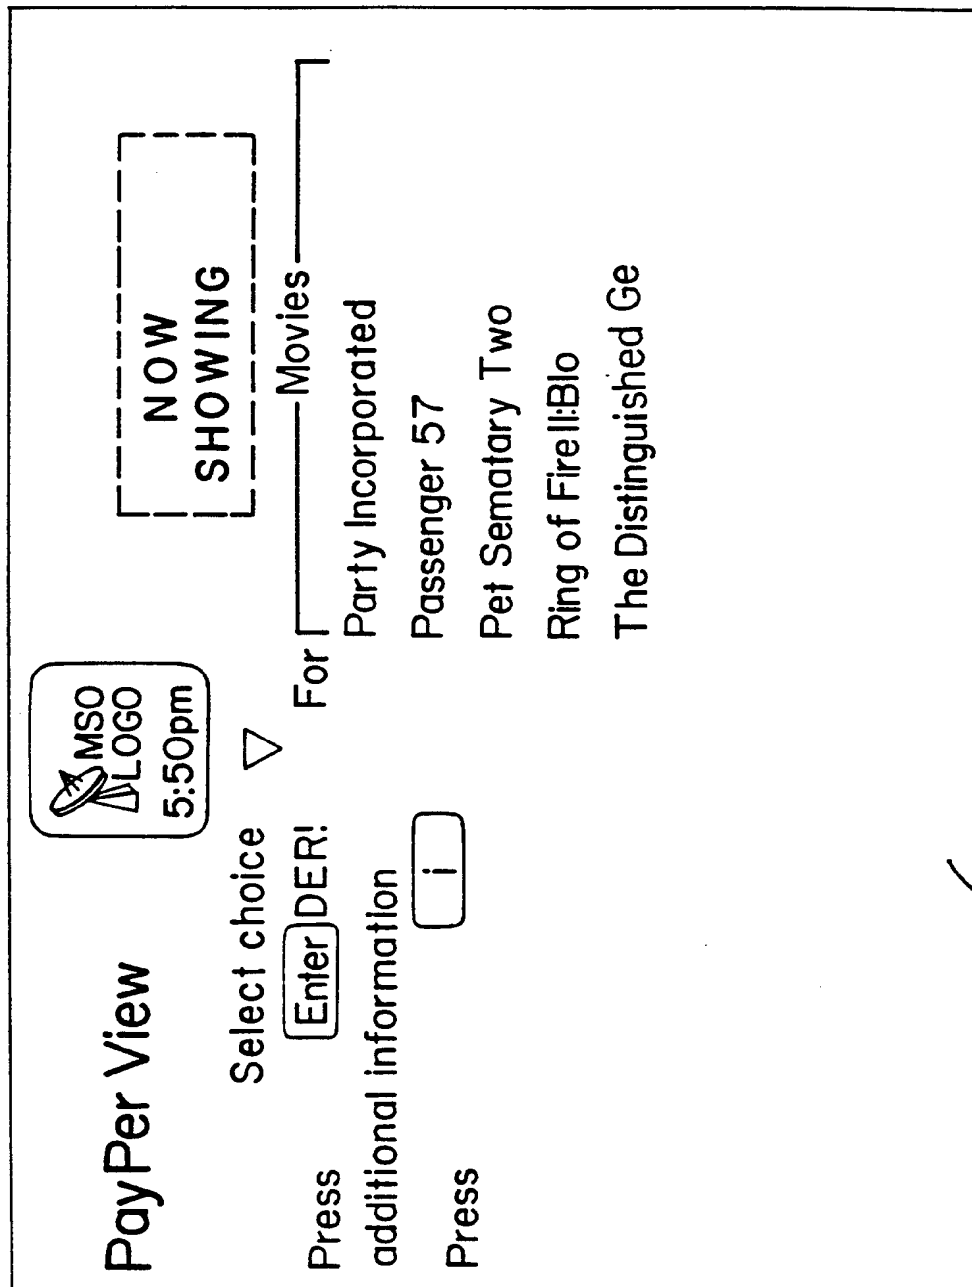 PayPer View
MSO
LOGO
5:50pm
NOW
SHOWING
Select choice
Press Enter DER! For
additional information
Press i
Movies
Party Incorporated
Passenger 57
Pet Sematary Two
Ring of Fire II:Blo
The Distinguished Ge